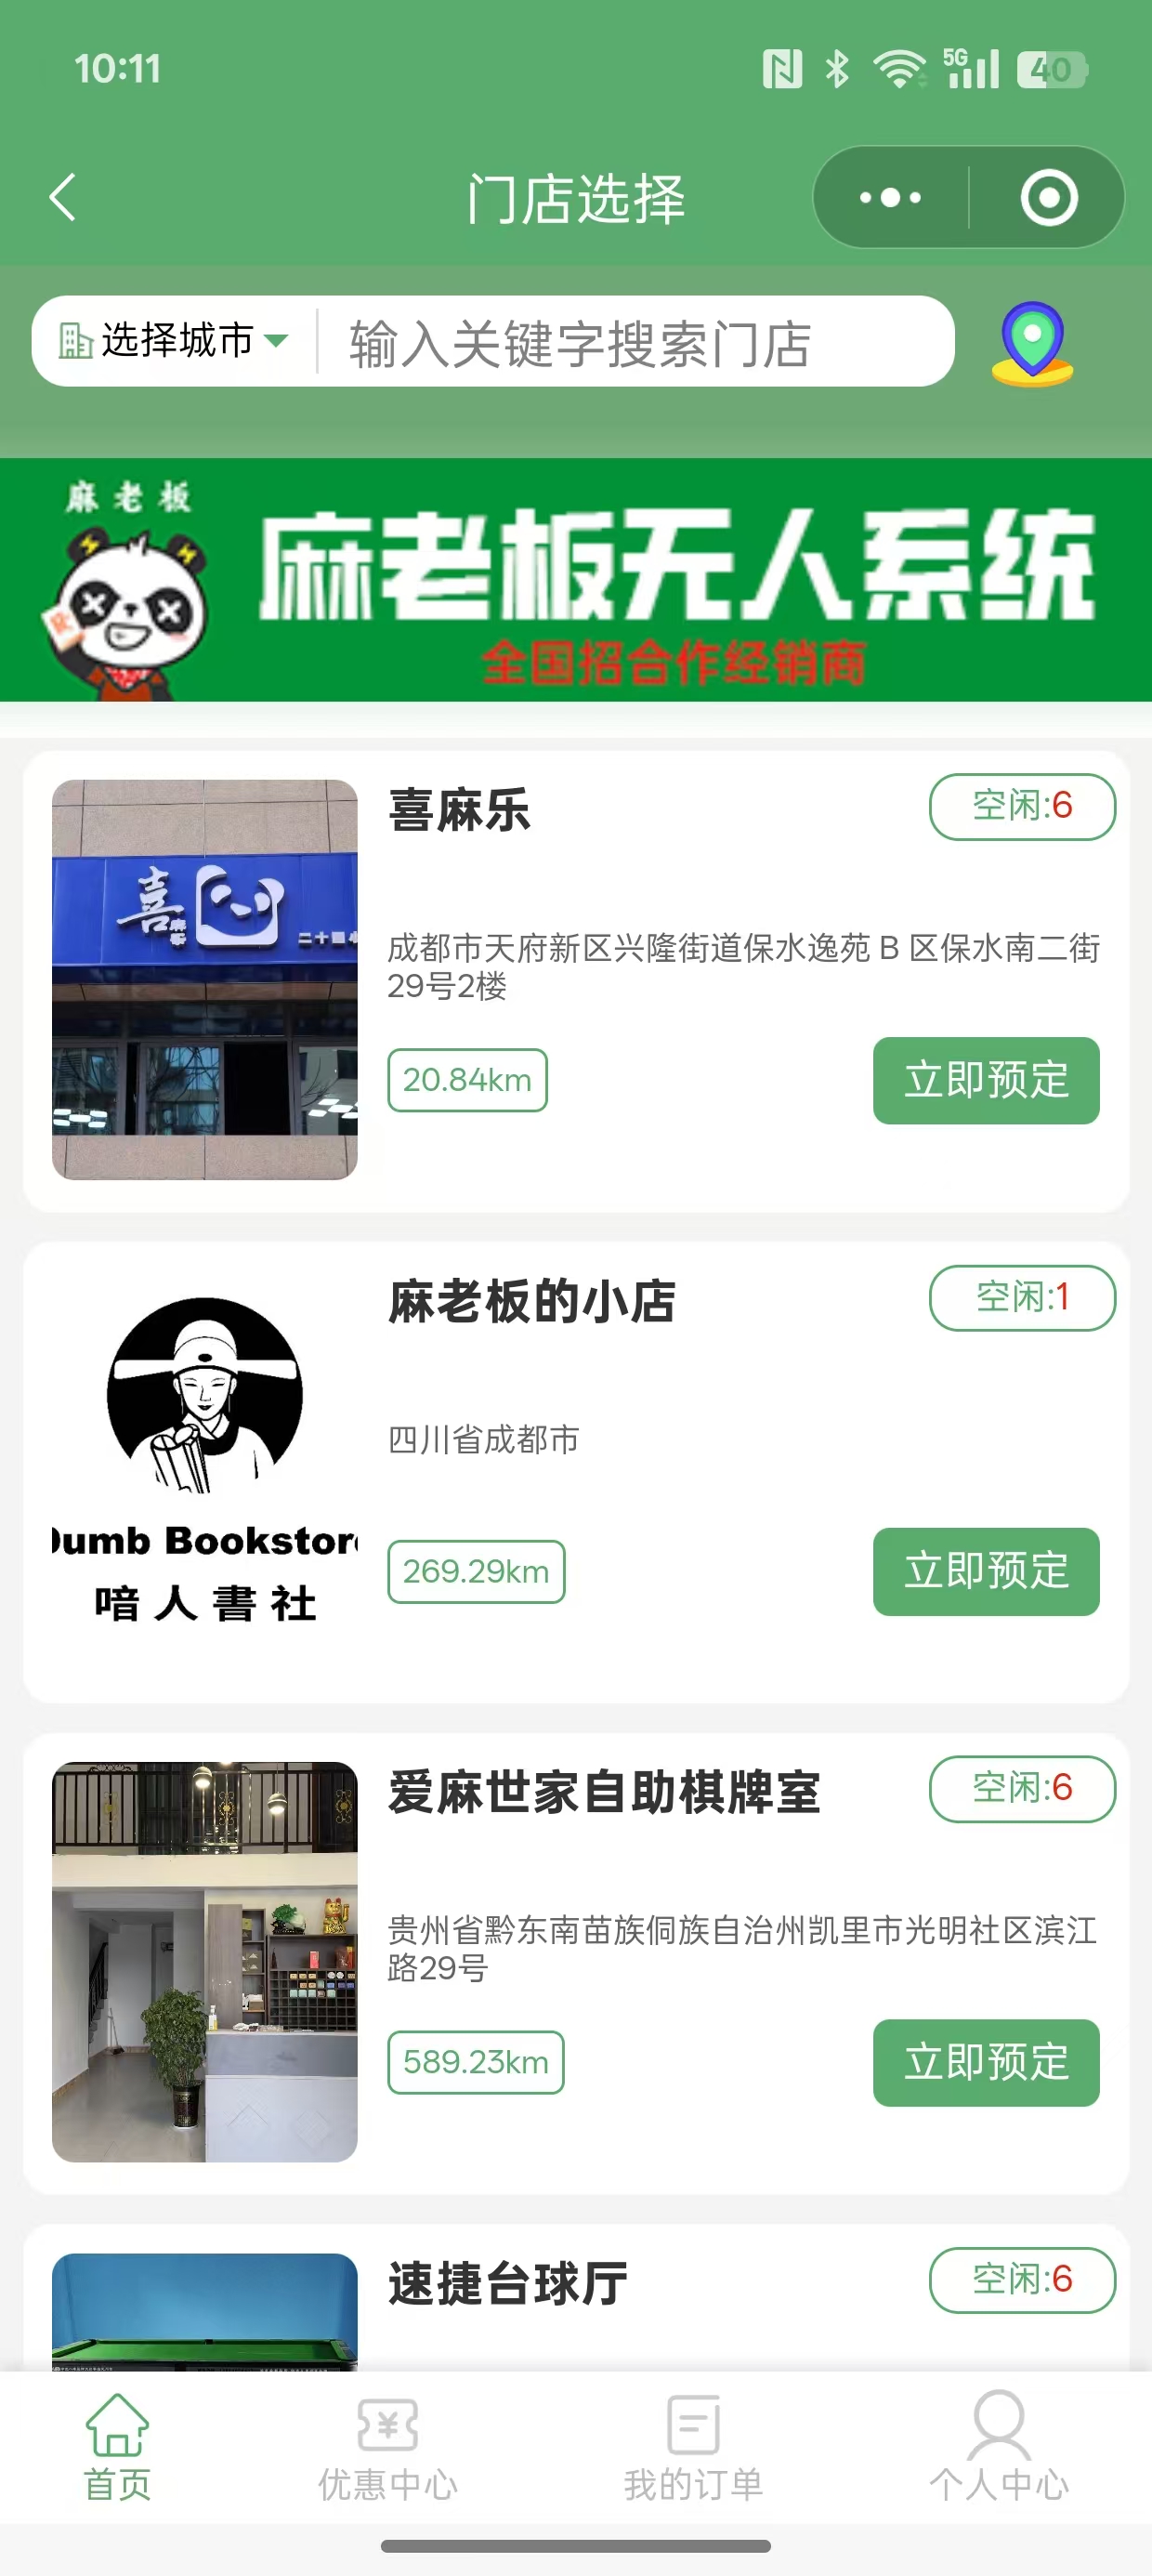 10:11
5G
40
门店选择
选择城市
输入关键字搜索门店
麻老板
麻老板无人系统
全国招合作经销商
喜麻乐
空闲:6
喜
成都市天府新区兴隆街道保水逸苑 B 区保水南二街
29号2楼
20.84km
立即预定
麻老板的小店
空闲:1
四川省成都市
Dumb Bookstore
喑人書社
269.29km
立即预定
爱麻世家自助棋牌室
空闲:6
贵州省黔东南苗族侗族自治州凯里市光明社区滨江
路29号
589.23km
立即预定
速捷台球厅
空闲:6
首页
优惠中心
我的订单
个人中心